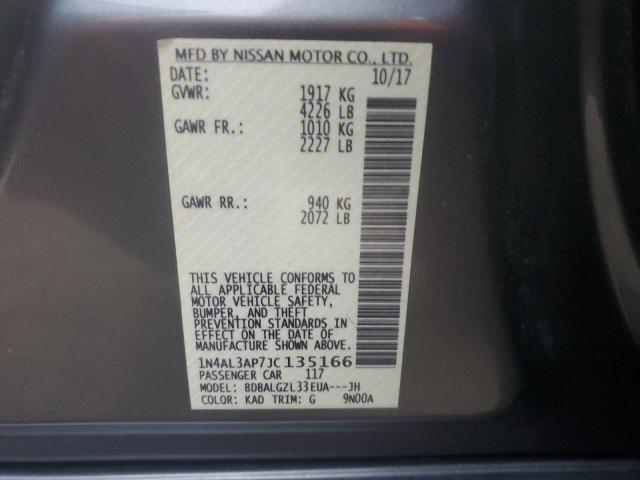 MFD BY NISSAN MOTOR CO., LTD.
DATE: 10/17
GVWR: 1917 KG
4226 LB
GAWR FR.: 1010 KG
2227 LB
GAWR RR.: 940 KG
2072 LB
THIS VEHICLE CONFORMS TO
ALL APPLICABLE FEDERAL
MOTOR VEHICLE SAFETY,
BUMPER, AND THEFT
PREVENTION STANDARDS IN
EFFECT ON THE DATE OF
MANUFACTURE SHOWN ABOVE.
1N4AL3AP7JC135166
PASSENGER CAR 117
MODEL: BDBALGZL33EUA---JH
COLOR: KAD TRIM: G 9N00A